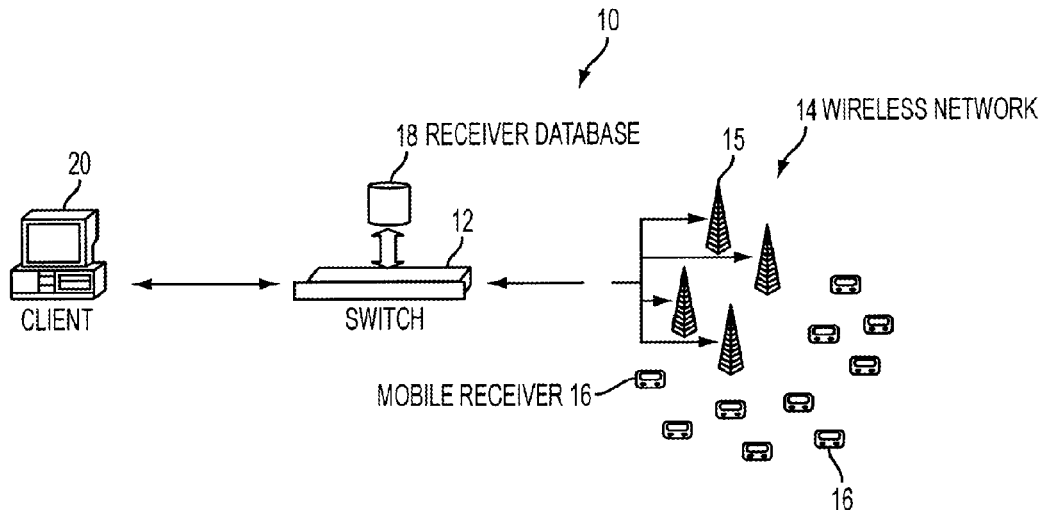 10
14 WIRELESS NETWORK
18 RECEIVER DATABASE
15
20
12
CLIENT
SWITCH
MOBILE RECEIVER 16
16